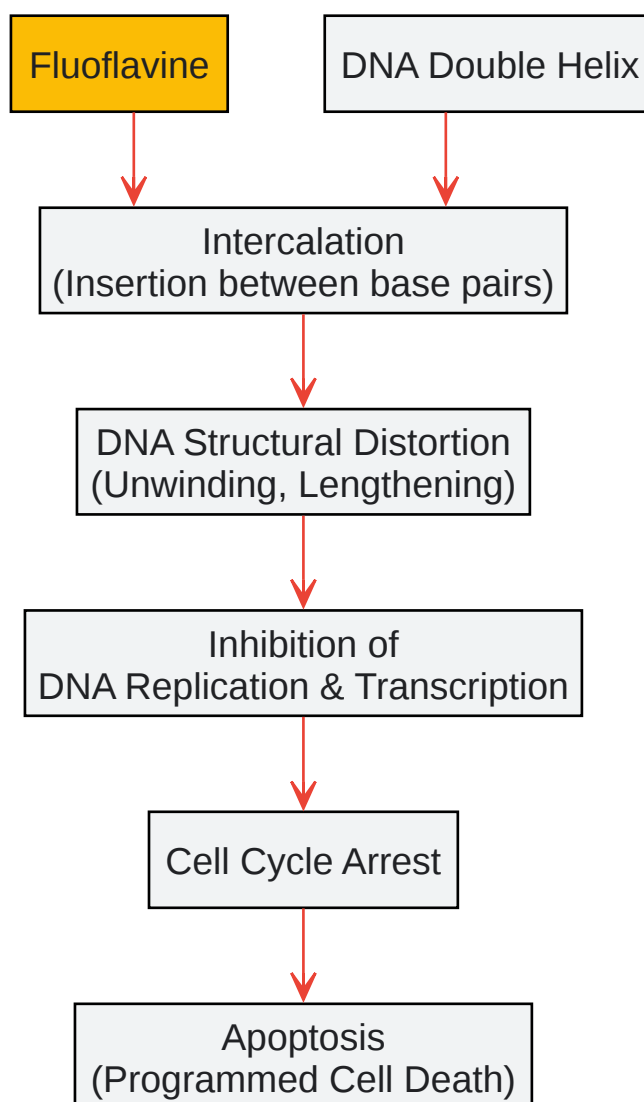 Fluoflavine
DNA Double Helix
Intercalation
(Insertion between base pairs)
DNA Structural Distortion
(Unwinding, Lengthening)
Inhibition of
DNA Replication & Transcription
Cell Cycle Arrest
Apoptosis
(Programmed Cell Death)